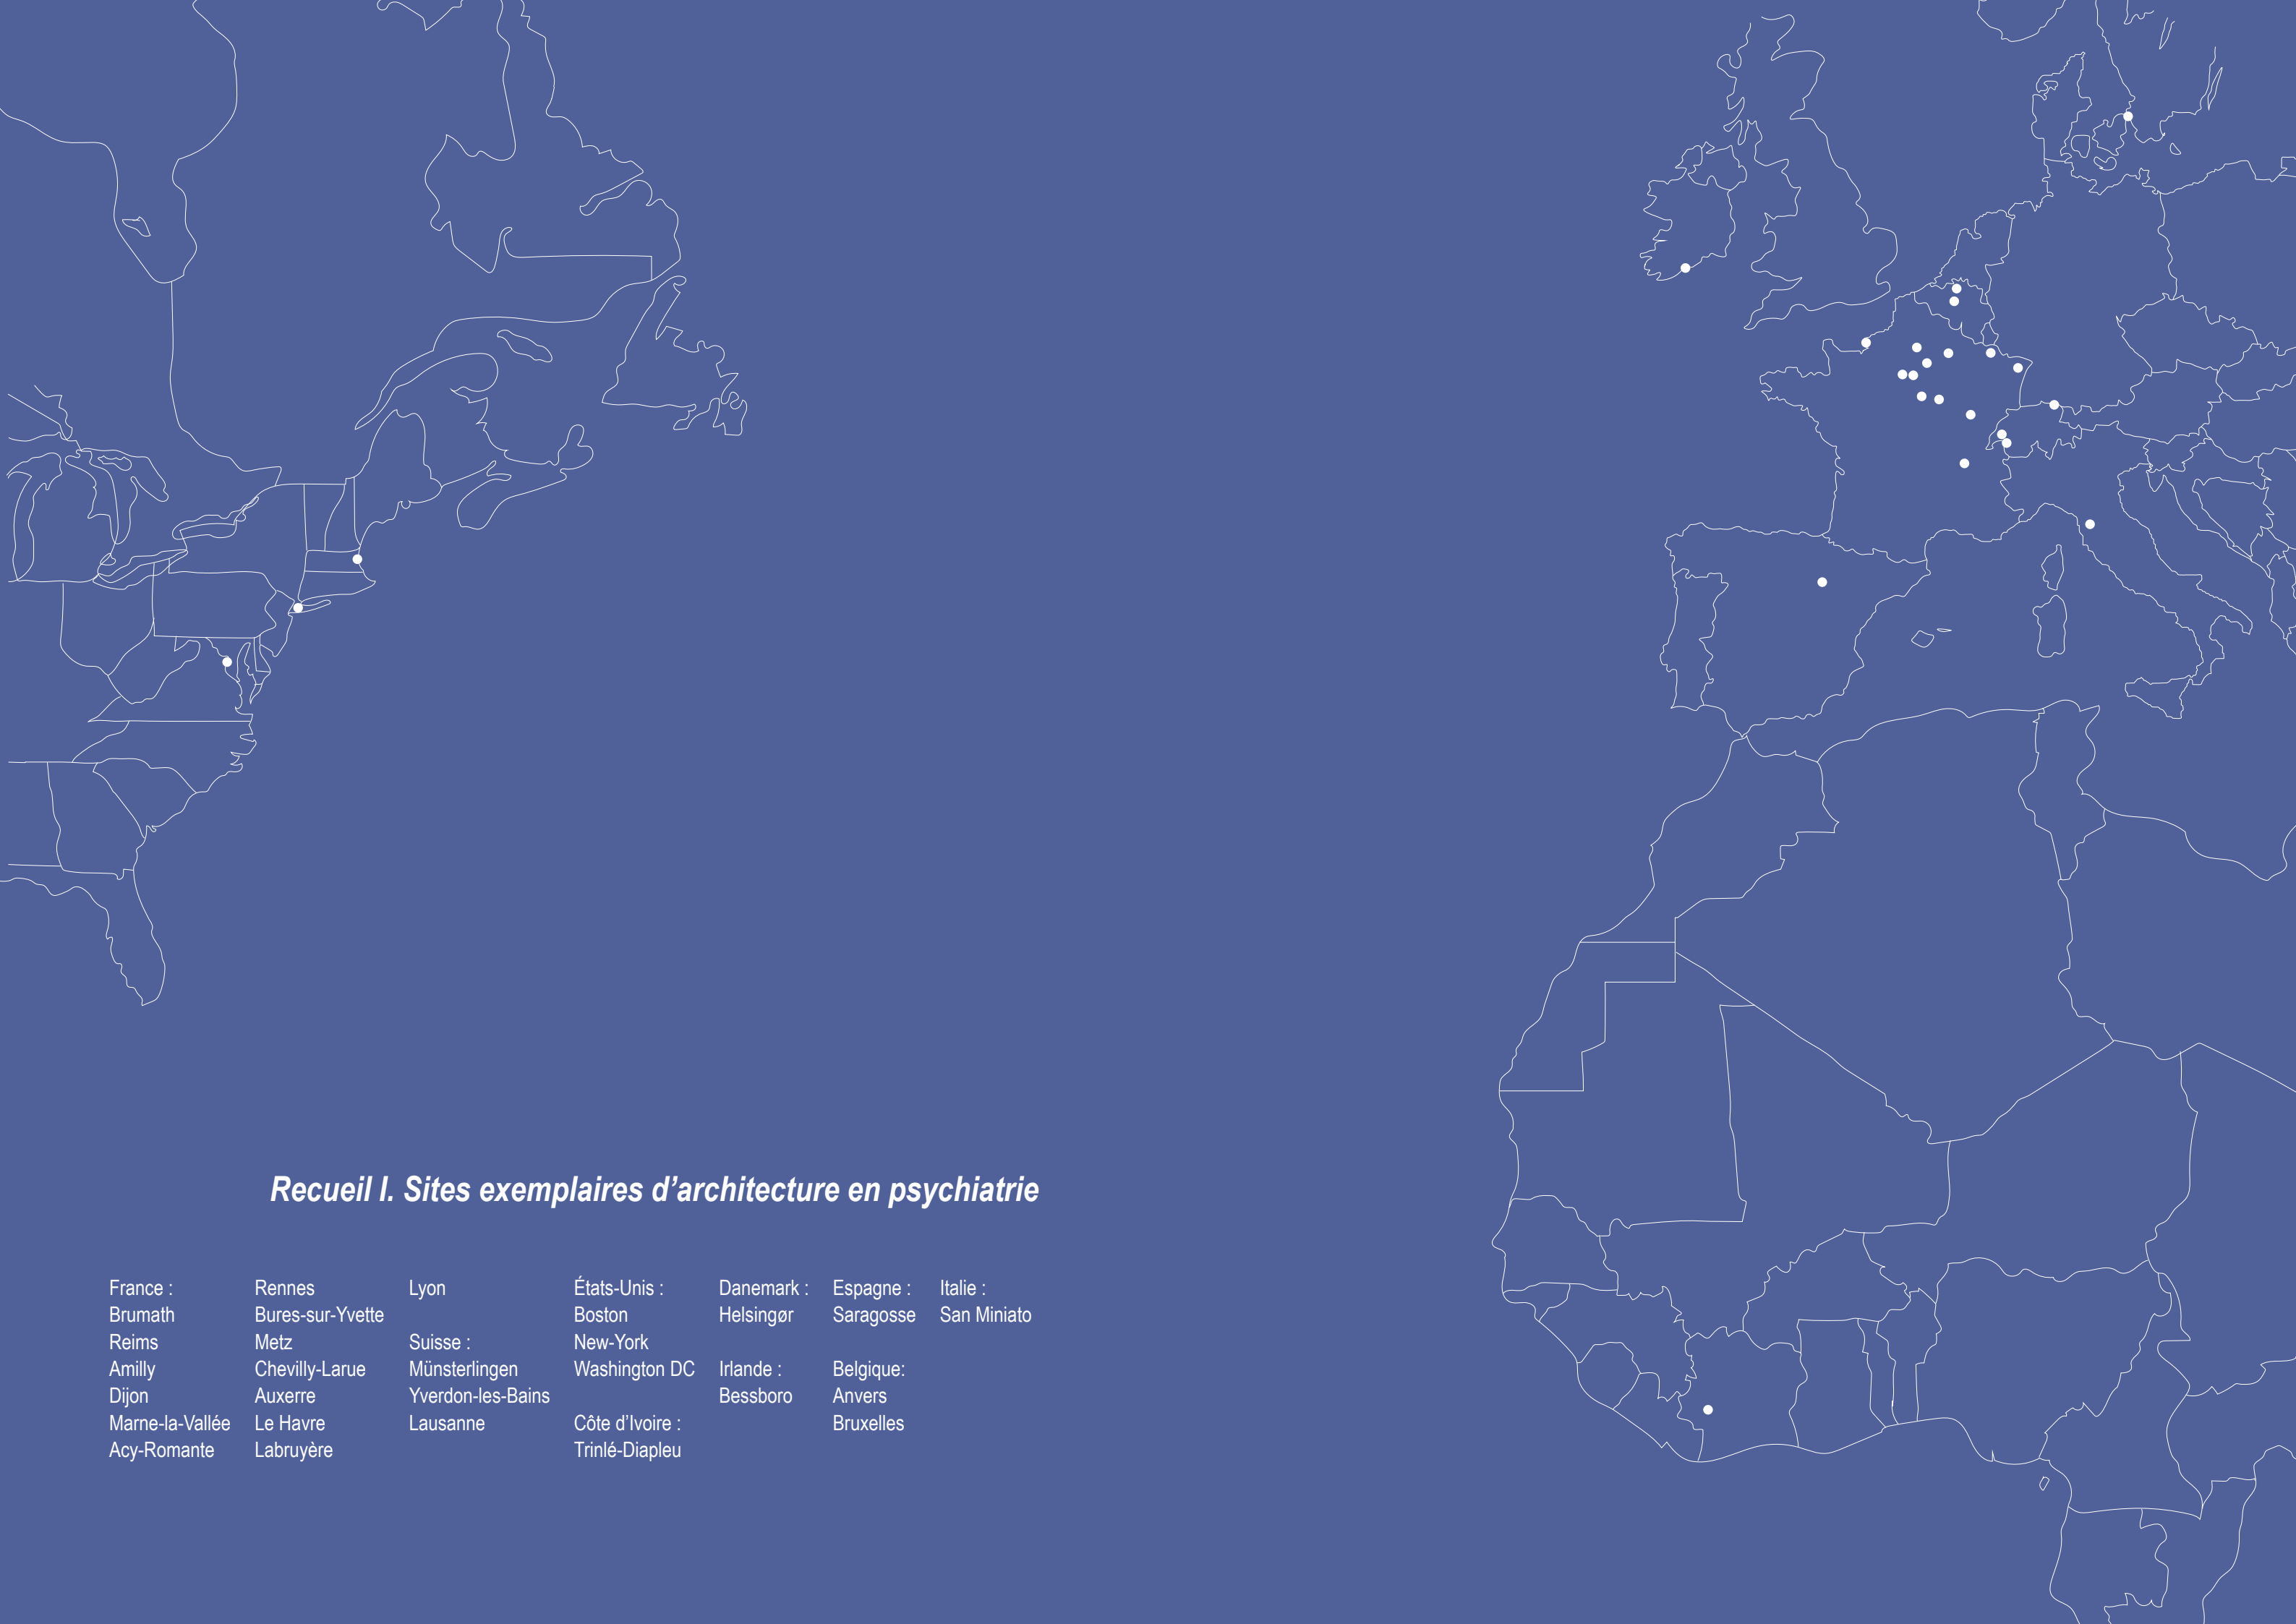 Recueil I. Sites exemplaires d’architecture en psychiatrie
France :
Brumath
Reims
Amilly
Dijon
Marne-la-Vallée
Acy-Romante
Rennes
Bures-sur-Yvette
Metz
Chevilly-Larue
Auxerre
Le Havre
Labruyère
Lyon
Suisse :
Münsterlingen
Yverdon-les-Bains
Lausanne
États-Unis :
Boston
New-York
Washington DC
Côte d’Ivoire :
Trinlé-Diapleu
Danemark :
Helsingør
Irlande :
Bessboro
Espagne :
Saragosse
Belgique:
Anvers
Bruxelles
Italie :
San Miniato